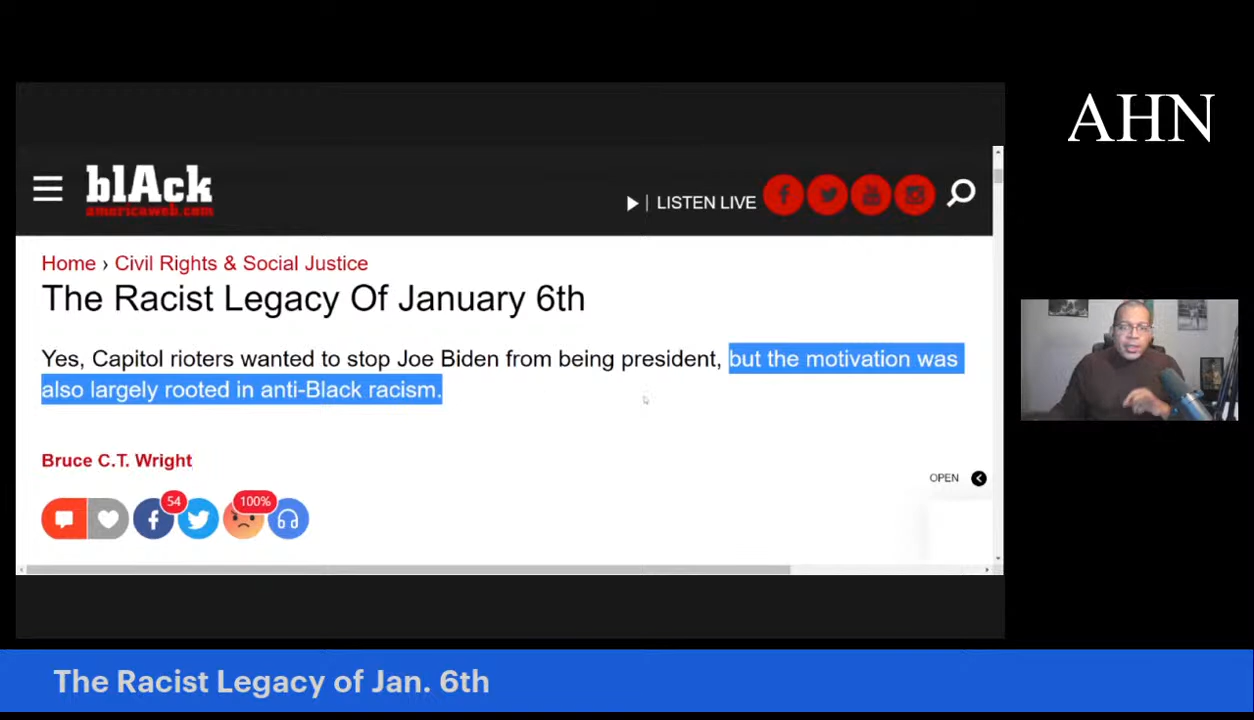 AHN
blAck
americaweb.com
LISTEN LIVE
Home › Civil Rights & Social Justice
The Racist Legacy Of January 6th
Yes, Capitol rioters wanted to stop Joe Biden from being president, but the motivation was
also largely rooted in anti-Black racism.
Bruce C.T. Wright
OPEN
54
100%
The Racist Legacy of Jan. 6th